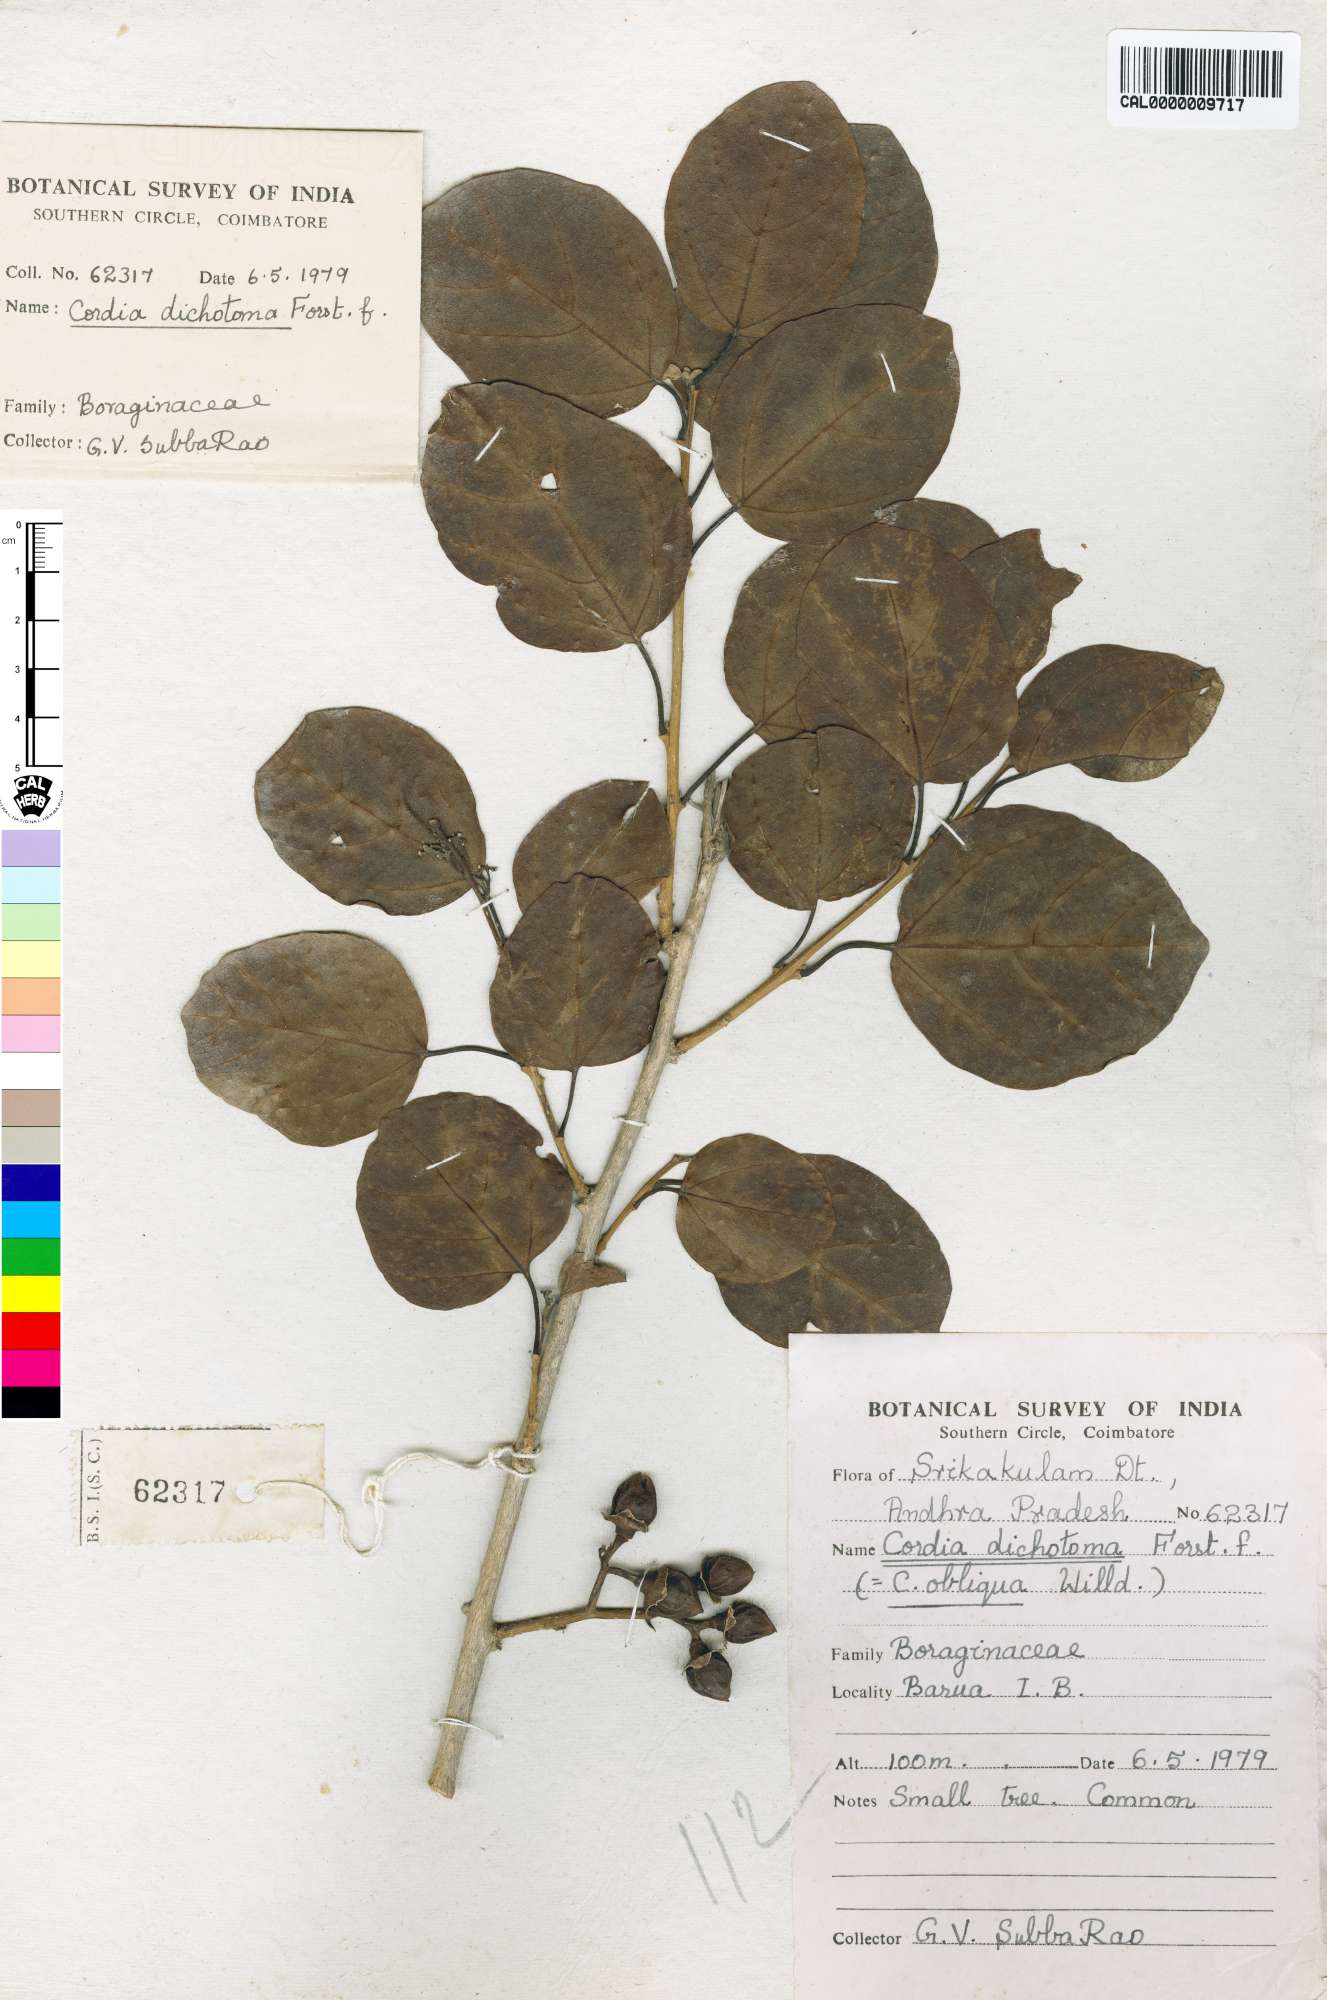 CAL0000009717
BOTANICAL SURVEY OF INDIA
SOUTHERN CIRCLE, COIMBATORE
Coll. No. 62317 Date 6.5.1979
Name: Cordia dichotoma Forst. f.
Family: Boraginaceae
Collector: G.V. SubbaRao
0
cm
1
2
3
4
5
CAL
HERB
B.S.I.(S.C.)
62317
112
BOTANICAL SURVEY OF INDIA
Southern Circle, Coimbatore
Flora of Srikakulam Dt.,
Andhra Pradesh No 62317
Name Cordia dichotoma Forst. f.
(= C. obliqua Willd.)
Family Boraginaceae
Locality Barua I.B.
Alt. 100m. Date 6.5.1979
Notes Small tree. Common
Collector G.V. SubbaRao